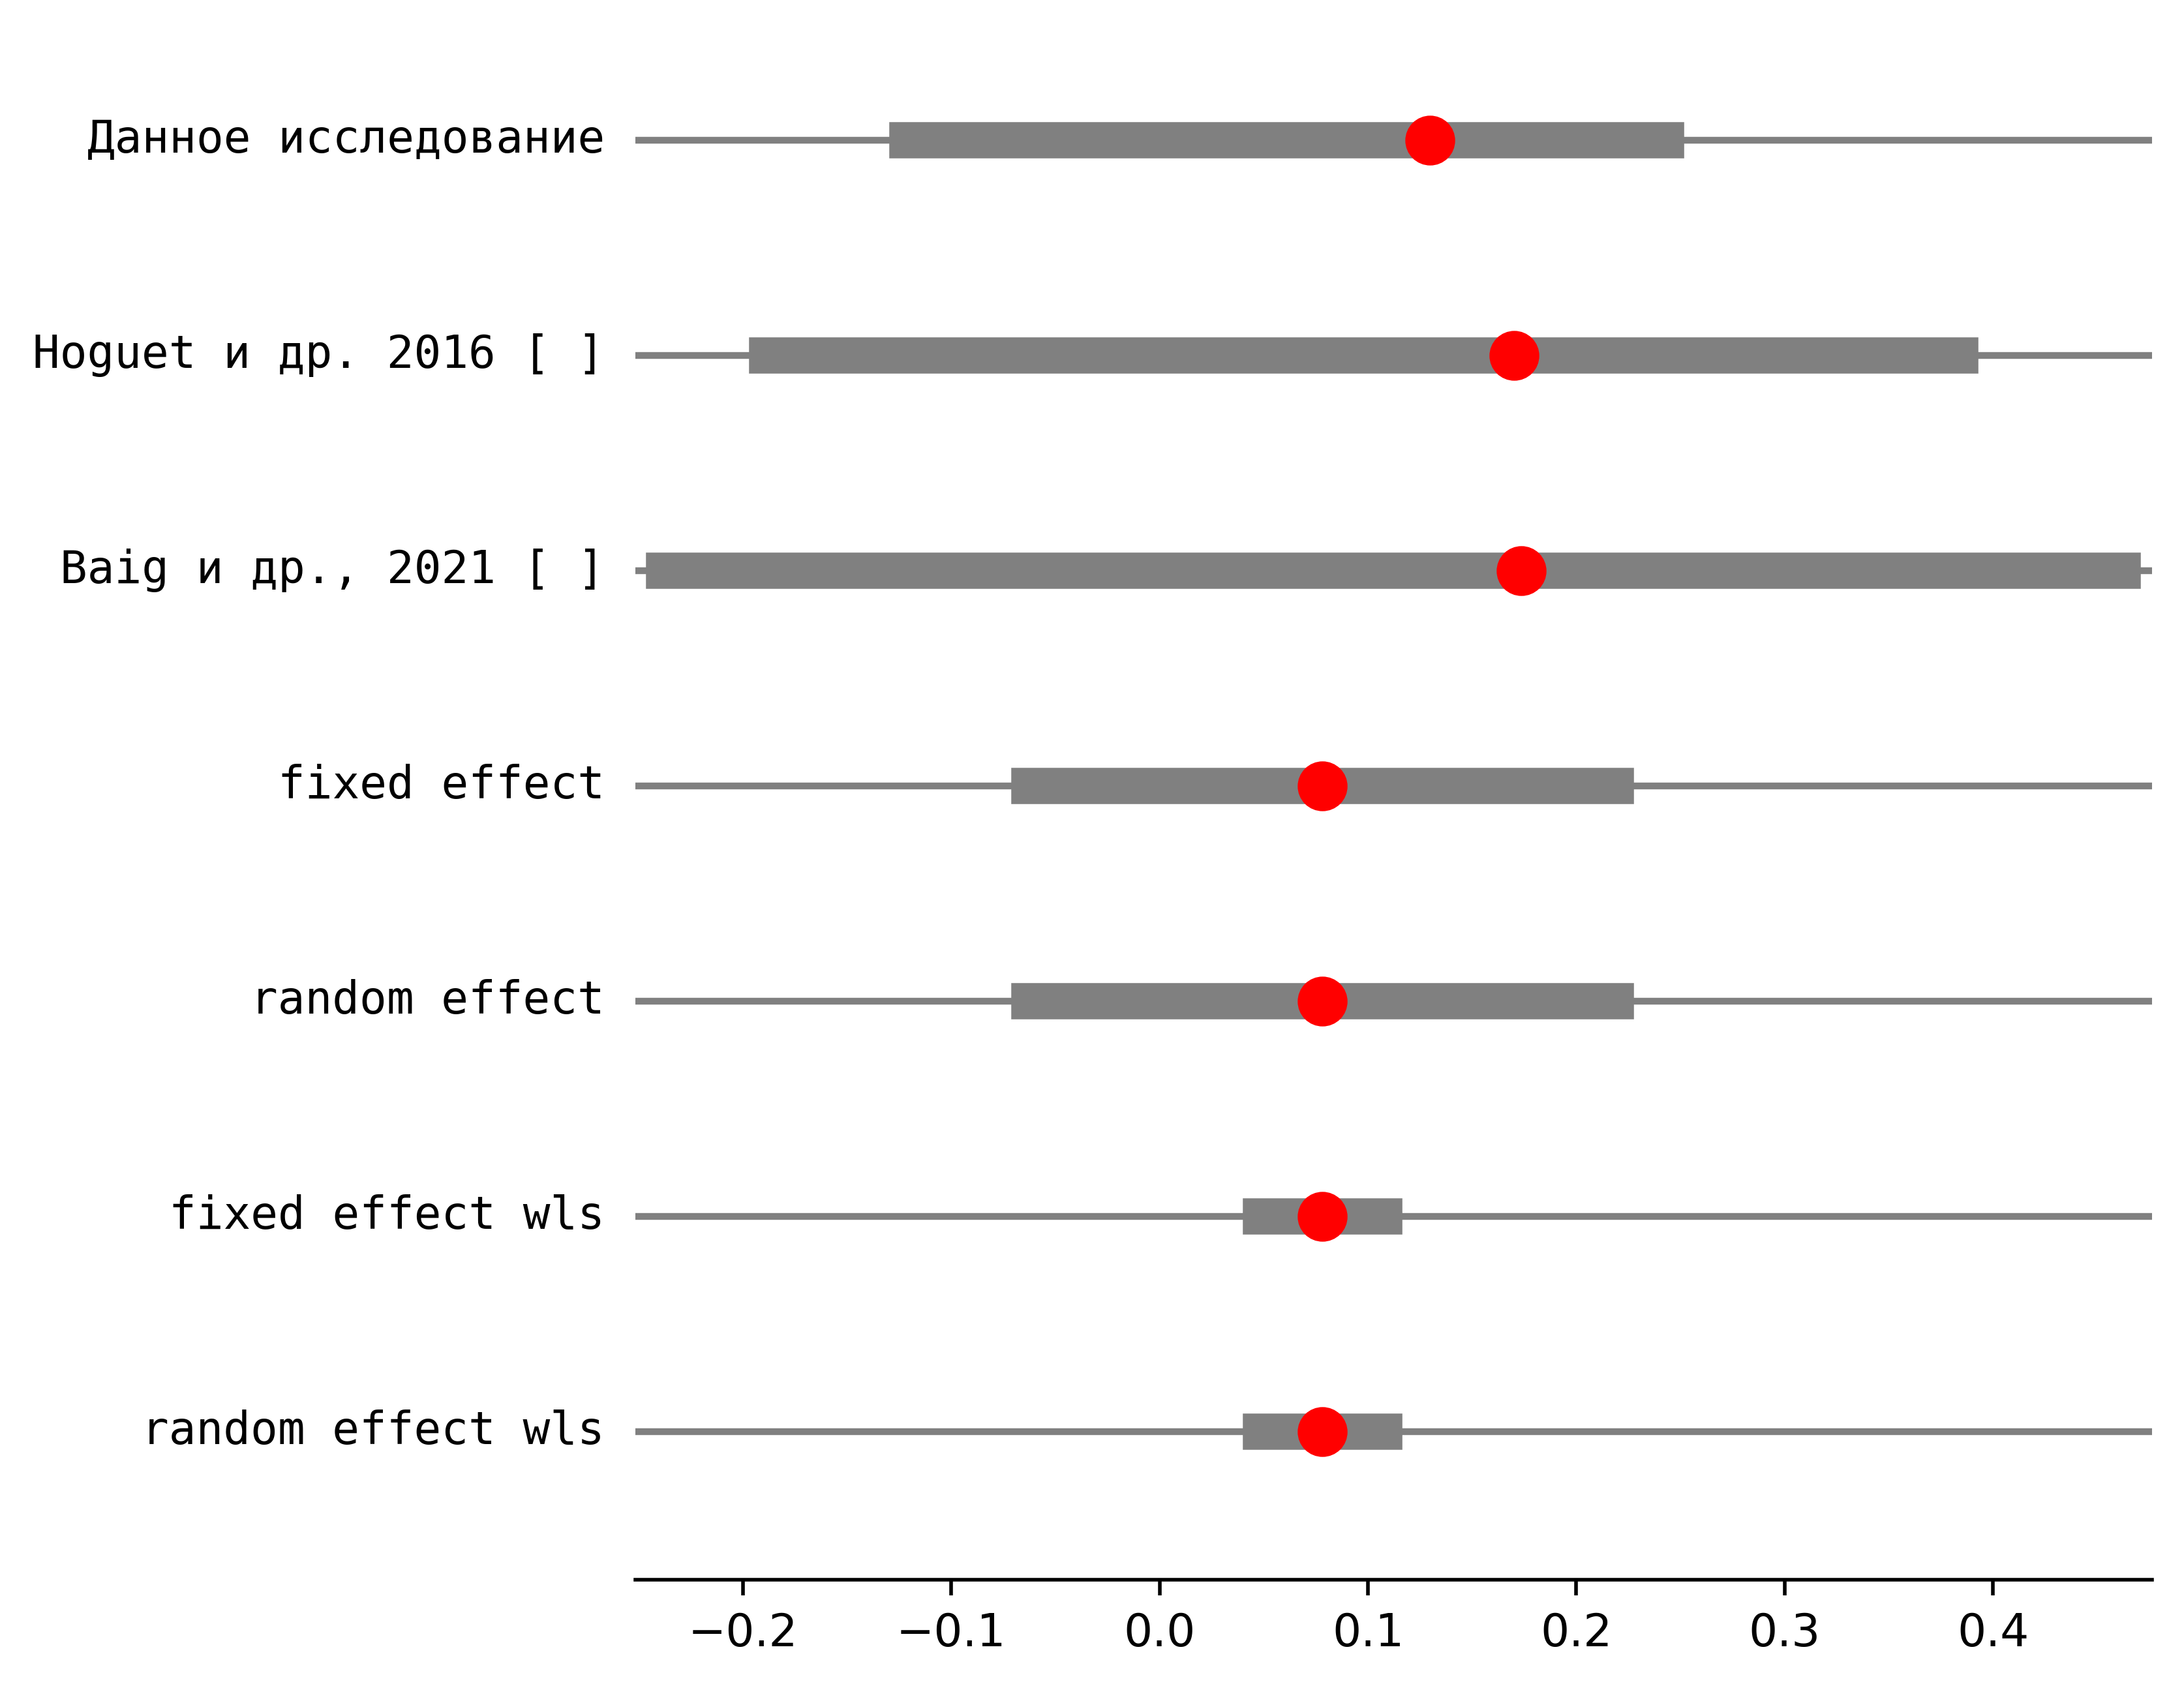 Данное исследование
Hoguet и др. 2016 [ ]
Baig и др., 2021 [ ]
fixed effect
random effect
fixed effect wls
random effect wls
−0.2 −0.1 0.0 0.1 0.2 0.3 0.4